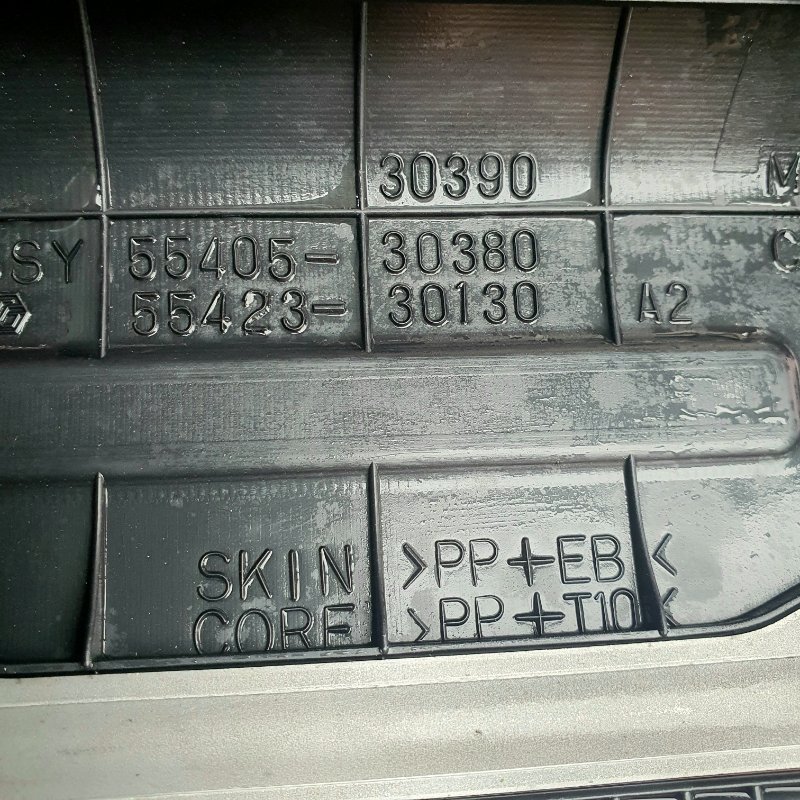 30390 M
SSY 55405- 30380 C
55423- 30130 A2
SKIN >PP+EB<
CORE >PP+T10<